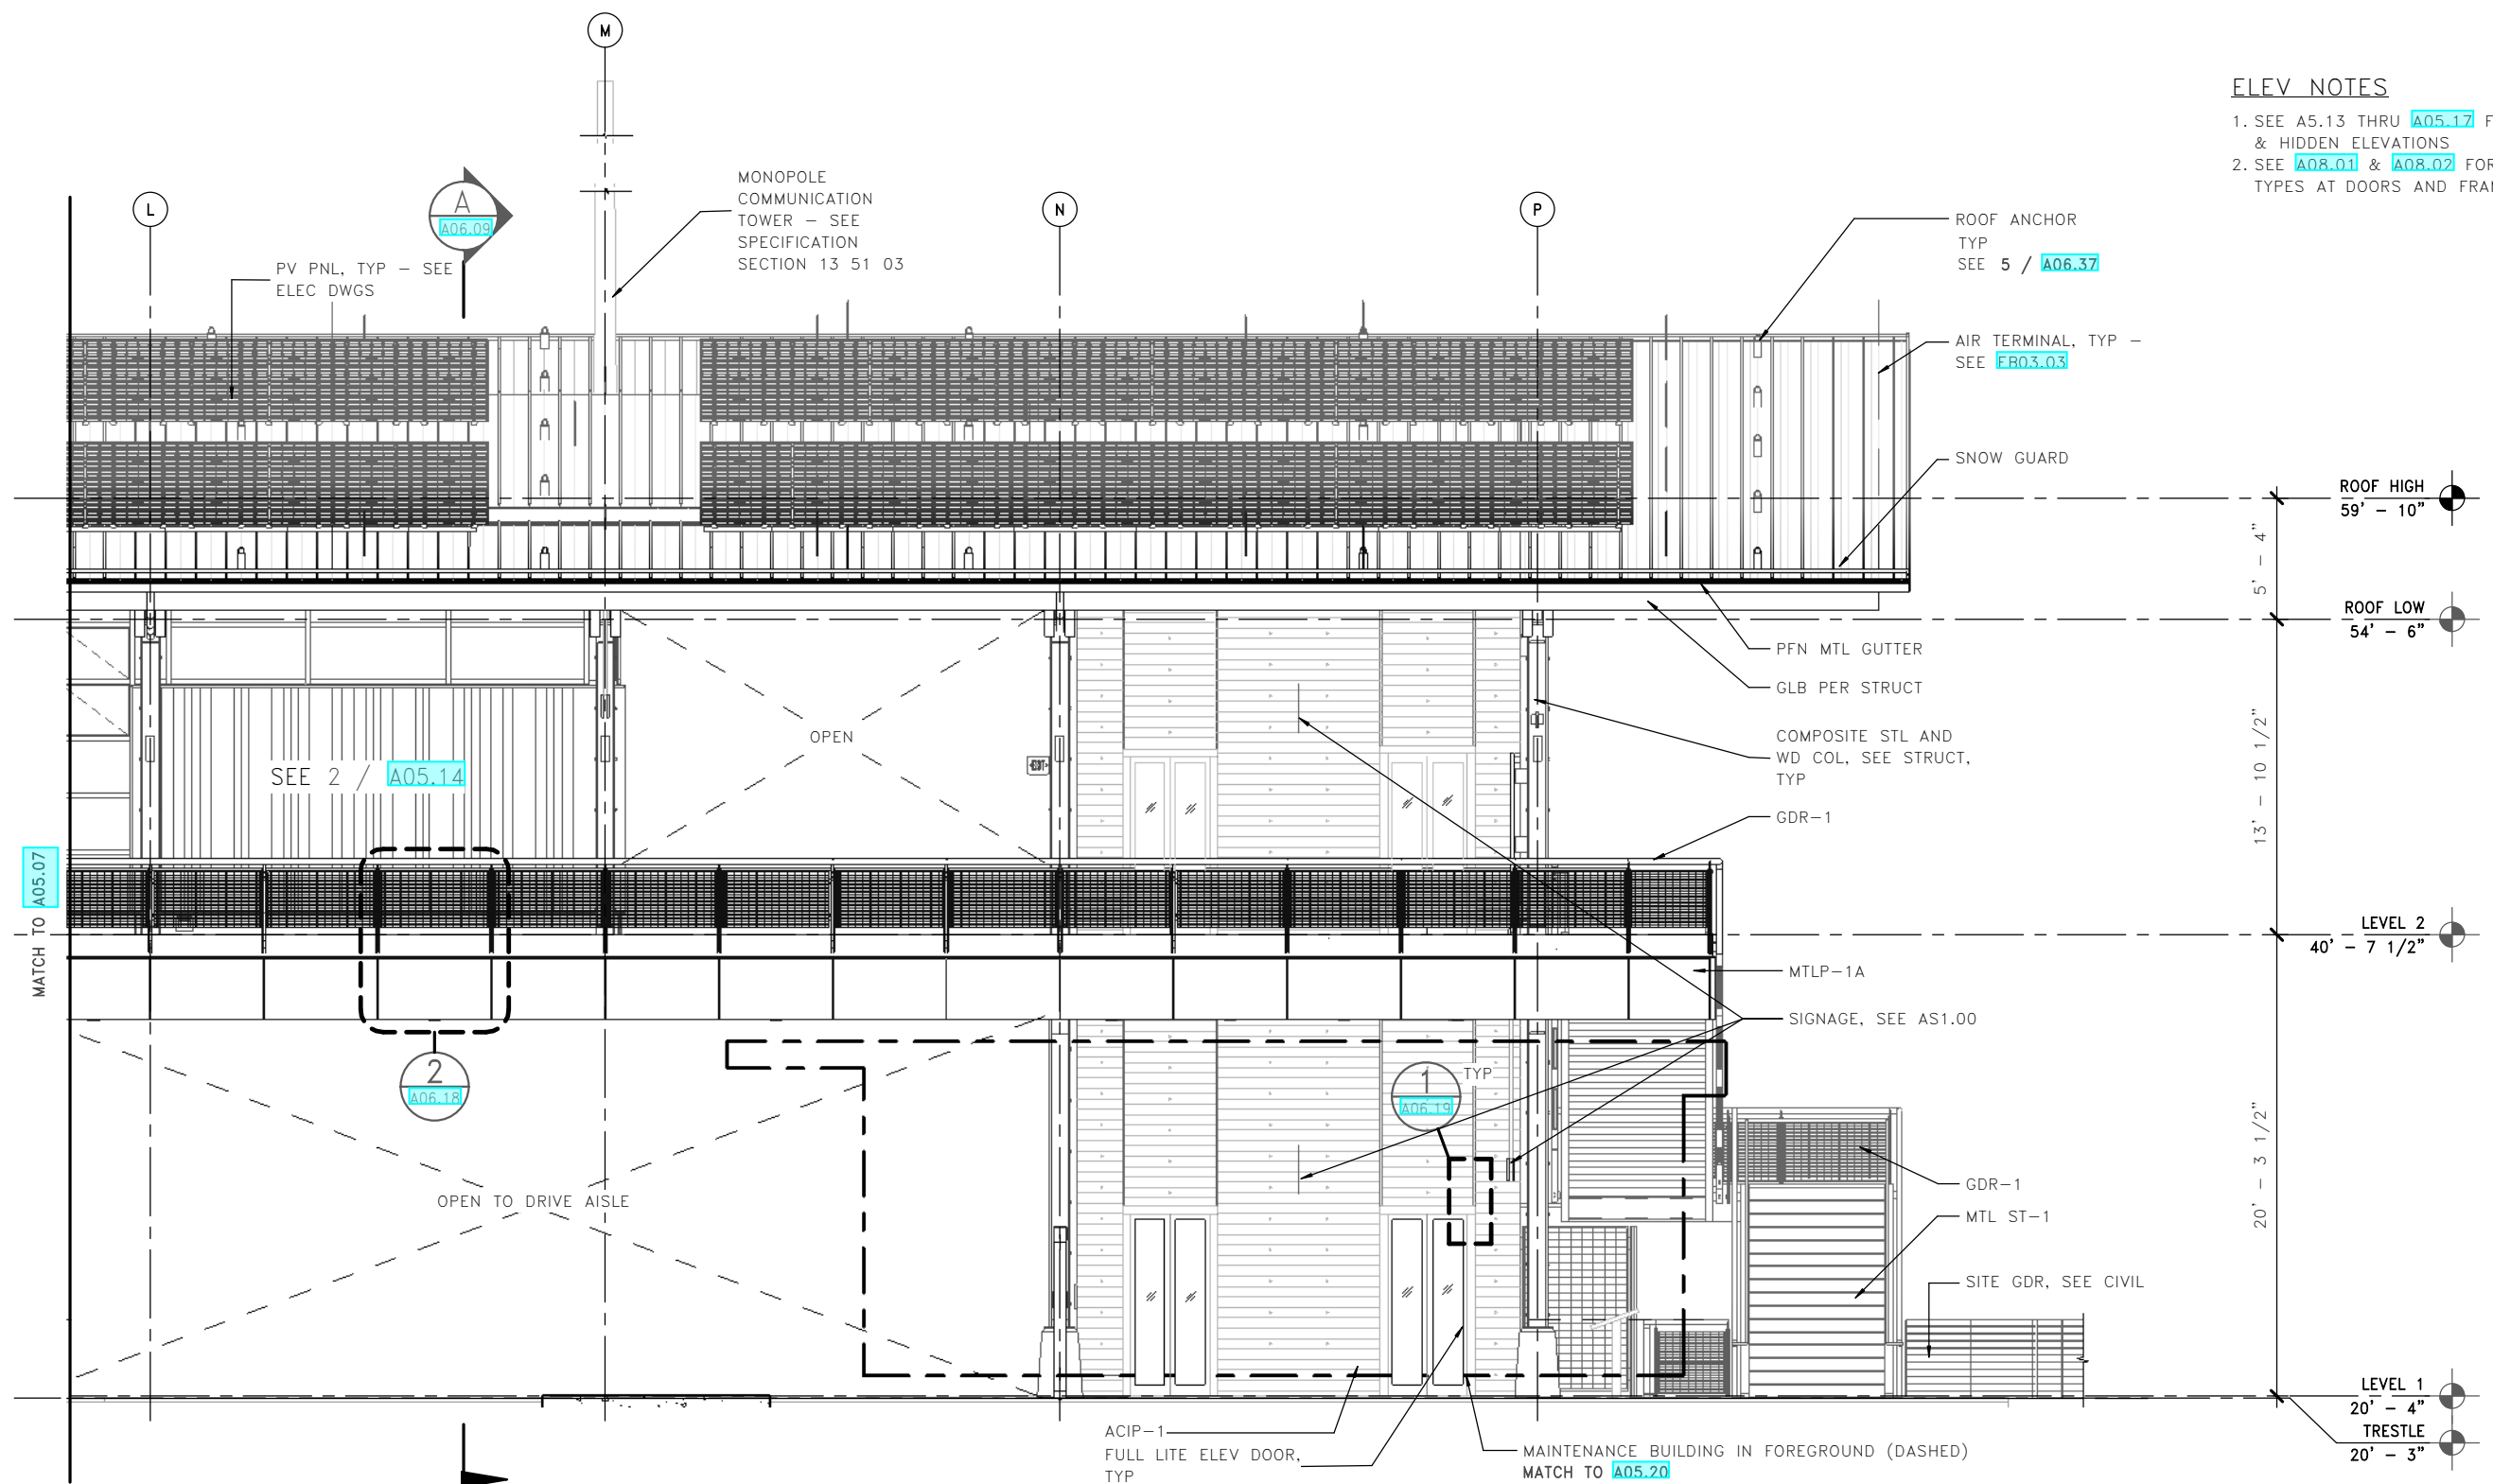 M
ELEV NOTES
1. SEE A5.13 THRU A05.17 F
& HIDDEN ELEVATIONS
2. SEE A08.01 & A08.02 FOR
TYPES AT DOORS AND FRA
L
A
A06.09
MONOPOLE
COMMUNICATION
TOWER – SEE
SPECIFICATION
SECTION 13 51 03
N
P
ROOF ANCHOR
TYP
SEE 5 / A06.37
PV PNL, TYP – SEE
ELEC DWGS
AIR TERMINAL, TYP –
SEE EB03.03
SNOW GUARD
ROOF HIGH
59' – 10"
5' – 4"
ROOF LOW
54' – 6"
PFN MTL GUTTER
GLB PER STRUCT
COMPOSITE STL AND
WD COL, SEE STRUCT,
TYP
OPEN
EXIT
SEE 2 / A05.14
13' – 10 1/2"
GDR–1
MATCH TO A05.07
LEVEL 2
40' – 7 1/2"
MTLP–1A
SIGNAGE, SEE AS1.00
2
A06.18
1
A06.19
TYP
OPEN TO DRIVE AISLE
20' – 3 1/2"
GDR–1
MTL ST–1
SITE GDR, SEE CIVIL
LEVEL 1
20' – 4"
TRESTLE
20' – 3"
ACIP–1
FULL LITE ELEV DOOR,
TYP
MAINTENANCE BUILDING IN FOREGROUND (DASHED)
MATCH TO A05.20